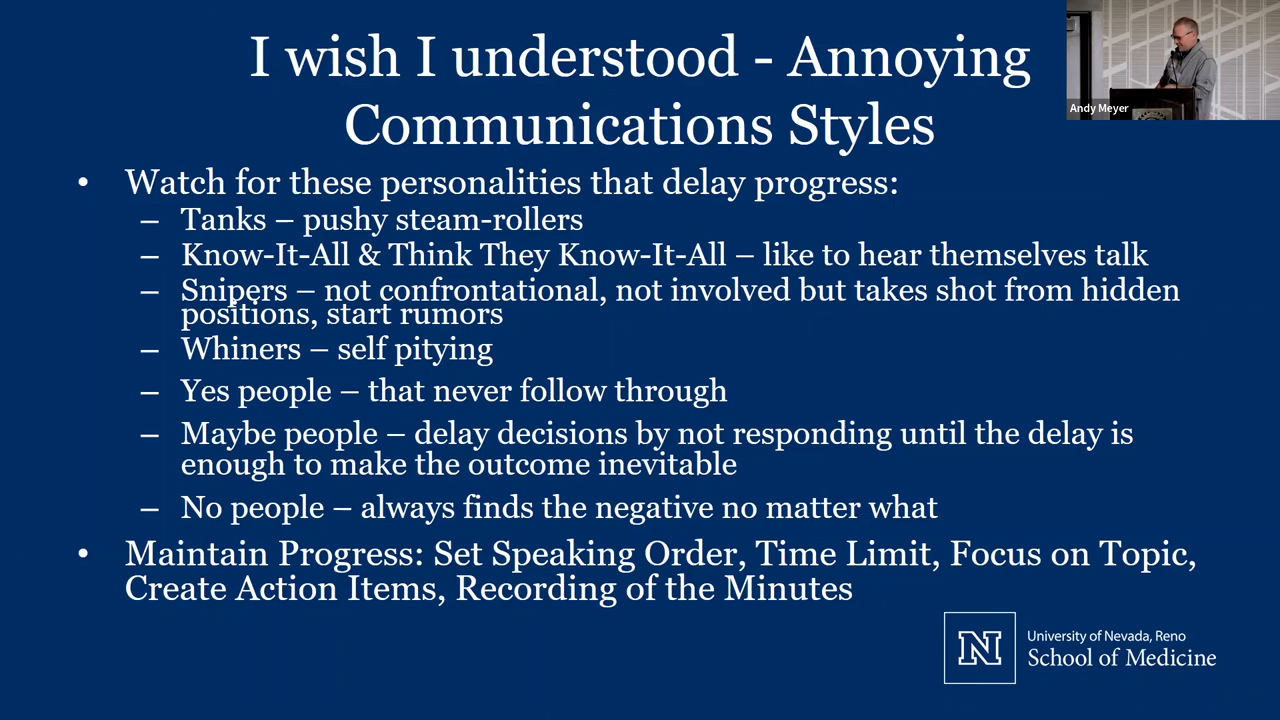 I wish I understood - Annoying
Communications Styles
Andy Meyer
• Watch for these personalities that delay progress:
– Tanks – pushy steam-rollers
– Know-It-All & Think They Know-It-All – like to hear themselves talk
– Snipers – not confrontational, not involved but takes shot from hidden
positions, start rumors
– Whiners – self pitying
– Yes people – that never follow through
– Maybe people – delay decisions by not responding until the delay is
enough to make the outcome inevitable
– No people – always finds the negative no matter what
• Maintain Progress: Set Speaking Order, Time Limit, Focus on Topic,
Create Action Items, Recording of the Minutes
N
University of Nevada, Reno
School of Medicine